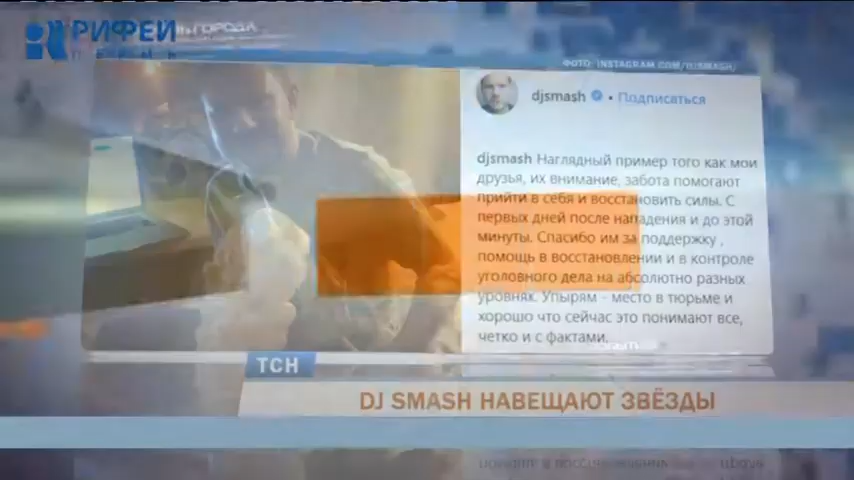 РИФЕЙ
ПЕРМЬ
ГОРОДА
ФОТО: INSTAGRAM.COM/DJSMASH/
djsmash • Подписаться
djsmash Наглядный пример того как мои
друзья, их внимание, забота помогают
прийти в себя и восстановить силы. С
первых дней после нападения и до этой
минуты. Спасибо им за поддержку ,
помощь в восстановлении и в контроле
уголовного дела на абсолютно разных
уровнях. Упырям - место в тюрьме и
хорошо что сейчас это понимают все,
четко и с фактами.
ТСН
DJ SMASH НАВЕЩАЮТ ЗВЁЗДЫ